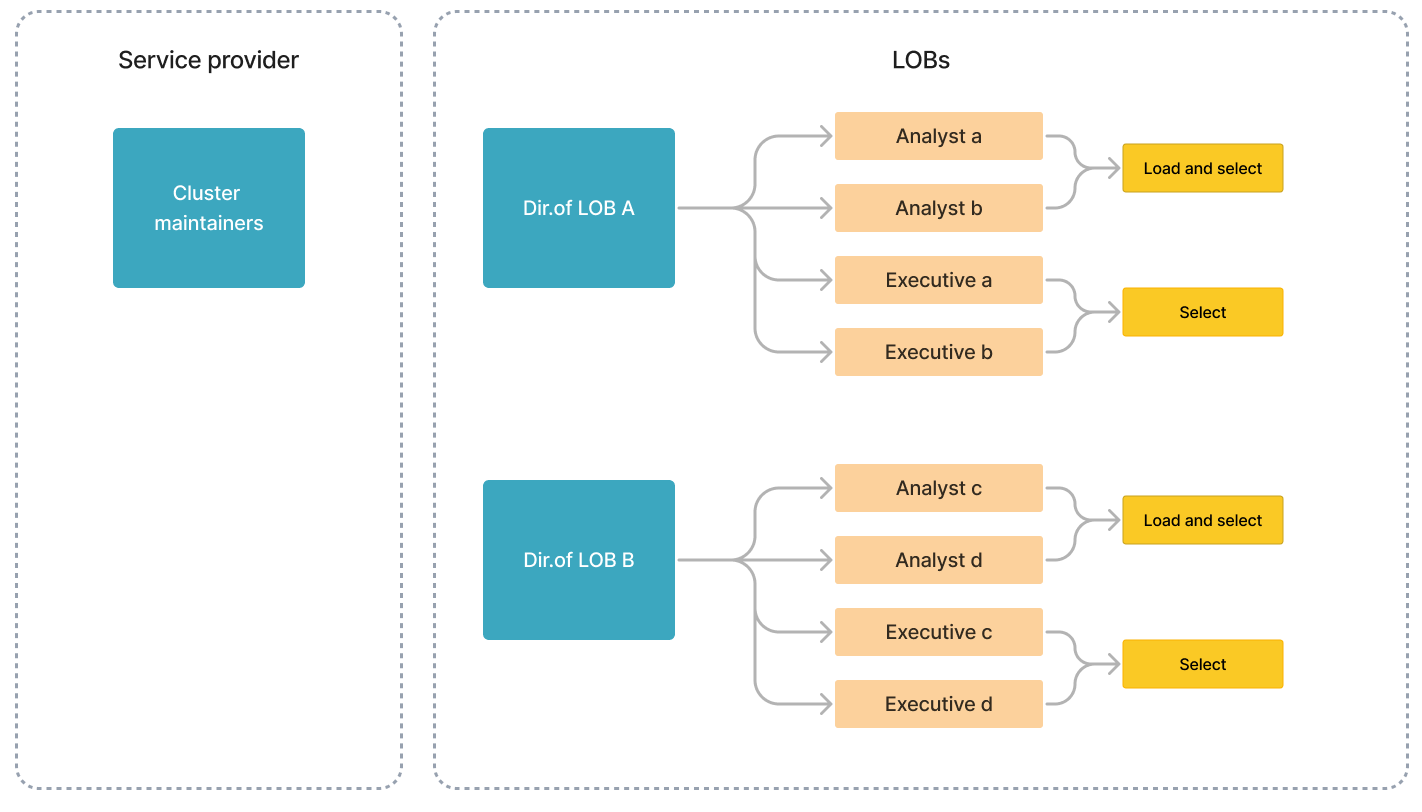 Service provider
Cluster
maintainers
LOBs
Dir.of LOB A
Analyst a
Analyst b
Executive a
Executive b
Load and select
Select
Dir.of LOB B
Analyst c
Analyst d
Executive c
Executive d
Load and select
Select